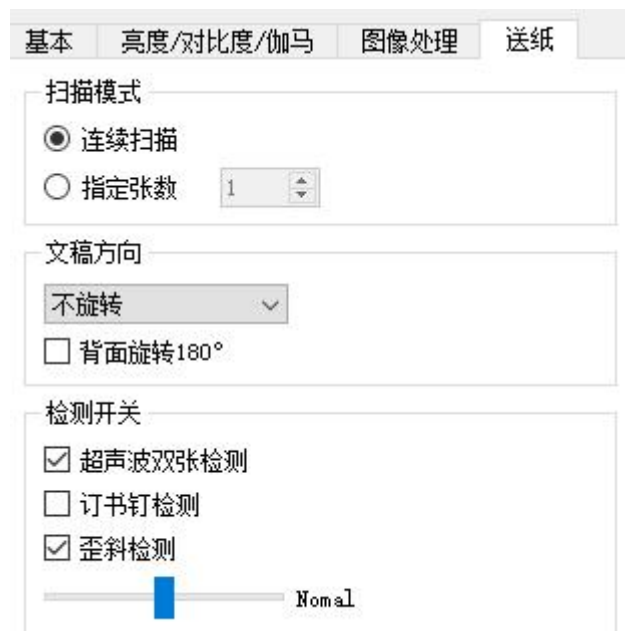 基本 亮度/对比度/伽马 图像处理 送纸
扫描模式
连续扫描
指定张数 1
文稿方向
不旋转
背面旋转180°
检测开关
超声波双张检测
订书钉检测
歪斜检测
Nomal